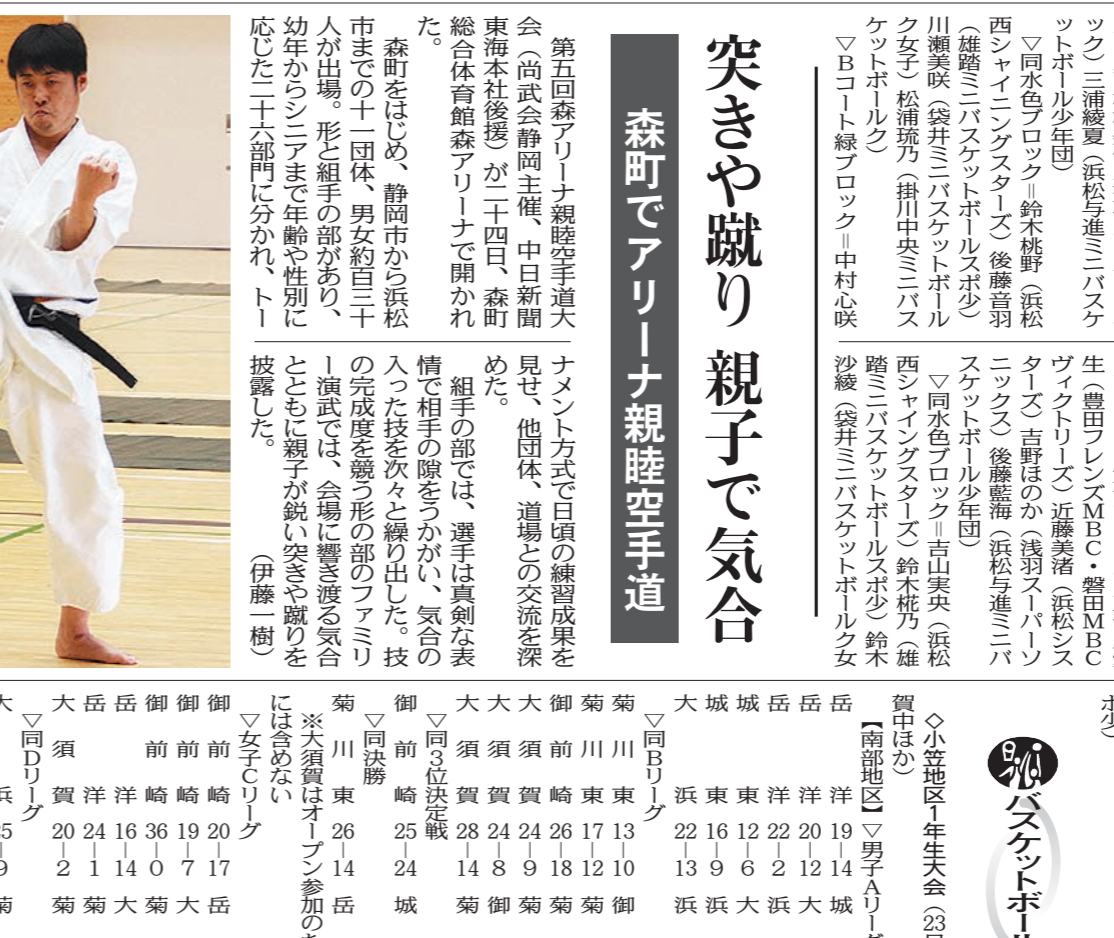 ック）三浦綾夏（浜松与進ミニバスケ
ットボール少年団）
▽同水色ブロック＝鈴木桃野（浜松
西シャイニングスターズ）後藤音羽
（雄踏ミニバスケットボールスポ少）
川瀬美咲（袋井ミニバスケットボール
ク女子）松浦琉乃（掛川中央ミニバス
ケットボールク）
▽Bコート緑ブロック＝中村心咲
生（豊田フレンズMBC・磐田MBC
ヴィクトリーズ）近藤美渚（浜松シス
ターズ）吉野ほのか（浅羽スーパーソ
ニックス）後藤藍海（浜松与進ミニバ
スケットボール少年団）
▽同水色ブロック＝吉山実央（浜松
西シャイングスターズ）鈴木椛乃（雄
踏ミニバスケットボールスポ少）鈴木
沙綾（袋井ミニバスケットボールク女
突きや蹴り 親子で気合
森町でアリーナ親睦空手道
第五回森アリーナ親睦空手道大
会（尚武会静岡主催、中日新聞
東海本社後援）が二十四日、森町
総合体育館森アリーナで開かれ
た。
森町をはじめ、静岡市から浜松
市までの十一団体、男女約百三十
人が出場。形と組手の部があり、
幼年からシニアまで年齢や性別に
応じた二十六部門に分かれ、トー
ナメント方式で日頃の練習成果を
見せ、他団体、道場との交流を深
めた。
組手の部では、選手は真剣な表
情で相手の隙をうかがい、気合の
入った技を次々と繰り出した。技
の完成度を競う形の部のファミリ
ー演武では、会場に響き渡る気合
とともに親子が鋭い突きや蹴りを
披露した。（伊藤一樹）
ポ少）
バスケットボール
◇小笠地区1年生大会（23日
賀中ほか）
【南部地区】▽男子Aリーグ
岳洋 19―14 城
岳洋 20―12 大
岳洋 22―2 浜
城東 12―6 大
城東 16―9 浜
大浜 22―13 浜
▽同Bリーグ
菊川東 13―10 御
菊川東 17―12 菊
御前崎 26―18 菊
大須賀 24―9 菊
大須賀 24―8 御
大須賀 28―14 菊
▽同3位決定戦
御前崎 25―24 城
▽同決勝
菊川東 26―14 岳
※大須賀はオープン参加のた
には含めない
▽女子Cリーグ
御前崎 20―17 岳
御前崎 19―7 大
御前崎 36―0 菊
岳洋 16―14 大
岳洋 24―1 菊
大須賀 20―2 菊
▽同Dリーグ
大浜 25―9 菊